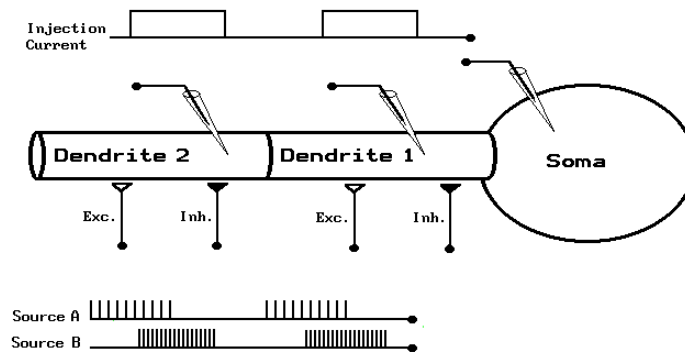 Injection
Current
Dendrite 2
Dendrite 1
Soma
Exc.
Inh.
Exc.
Inh.
Source A
Source B